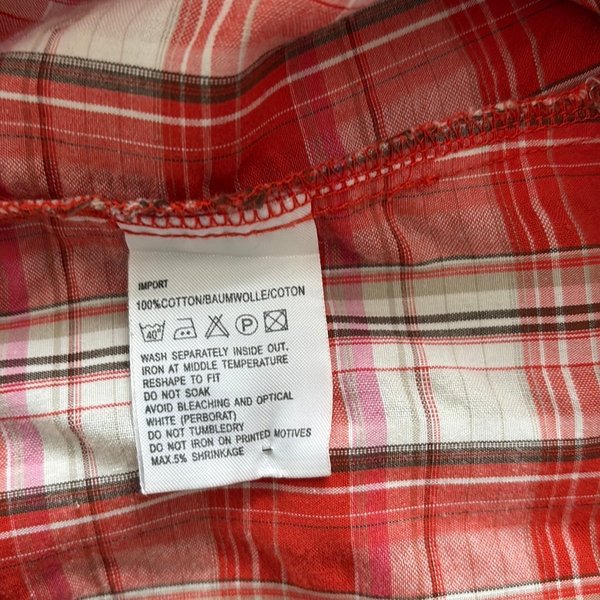 IMPORT
100%COTTON/BAUMWOLLE/COTON
40° P
WASH SEPARATELY INSIDE OUT.
IRON AT MIDDLE TEMPERATURE
RESHAPE TO FIT
DO NOT SOAK
AVOID BLEACHING AND OPTICAL
WHITE (PERBORAT)
DO NOT TUMBLEDRY
DO NOT IRON ON PRINTED MOTIVES
MAX.5% SHRINKAGE